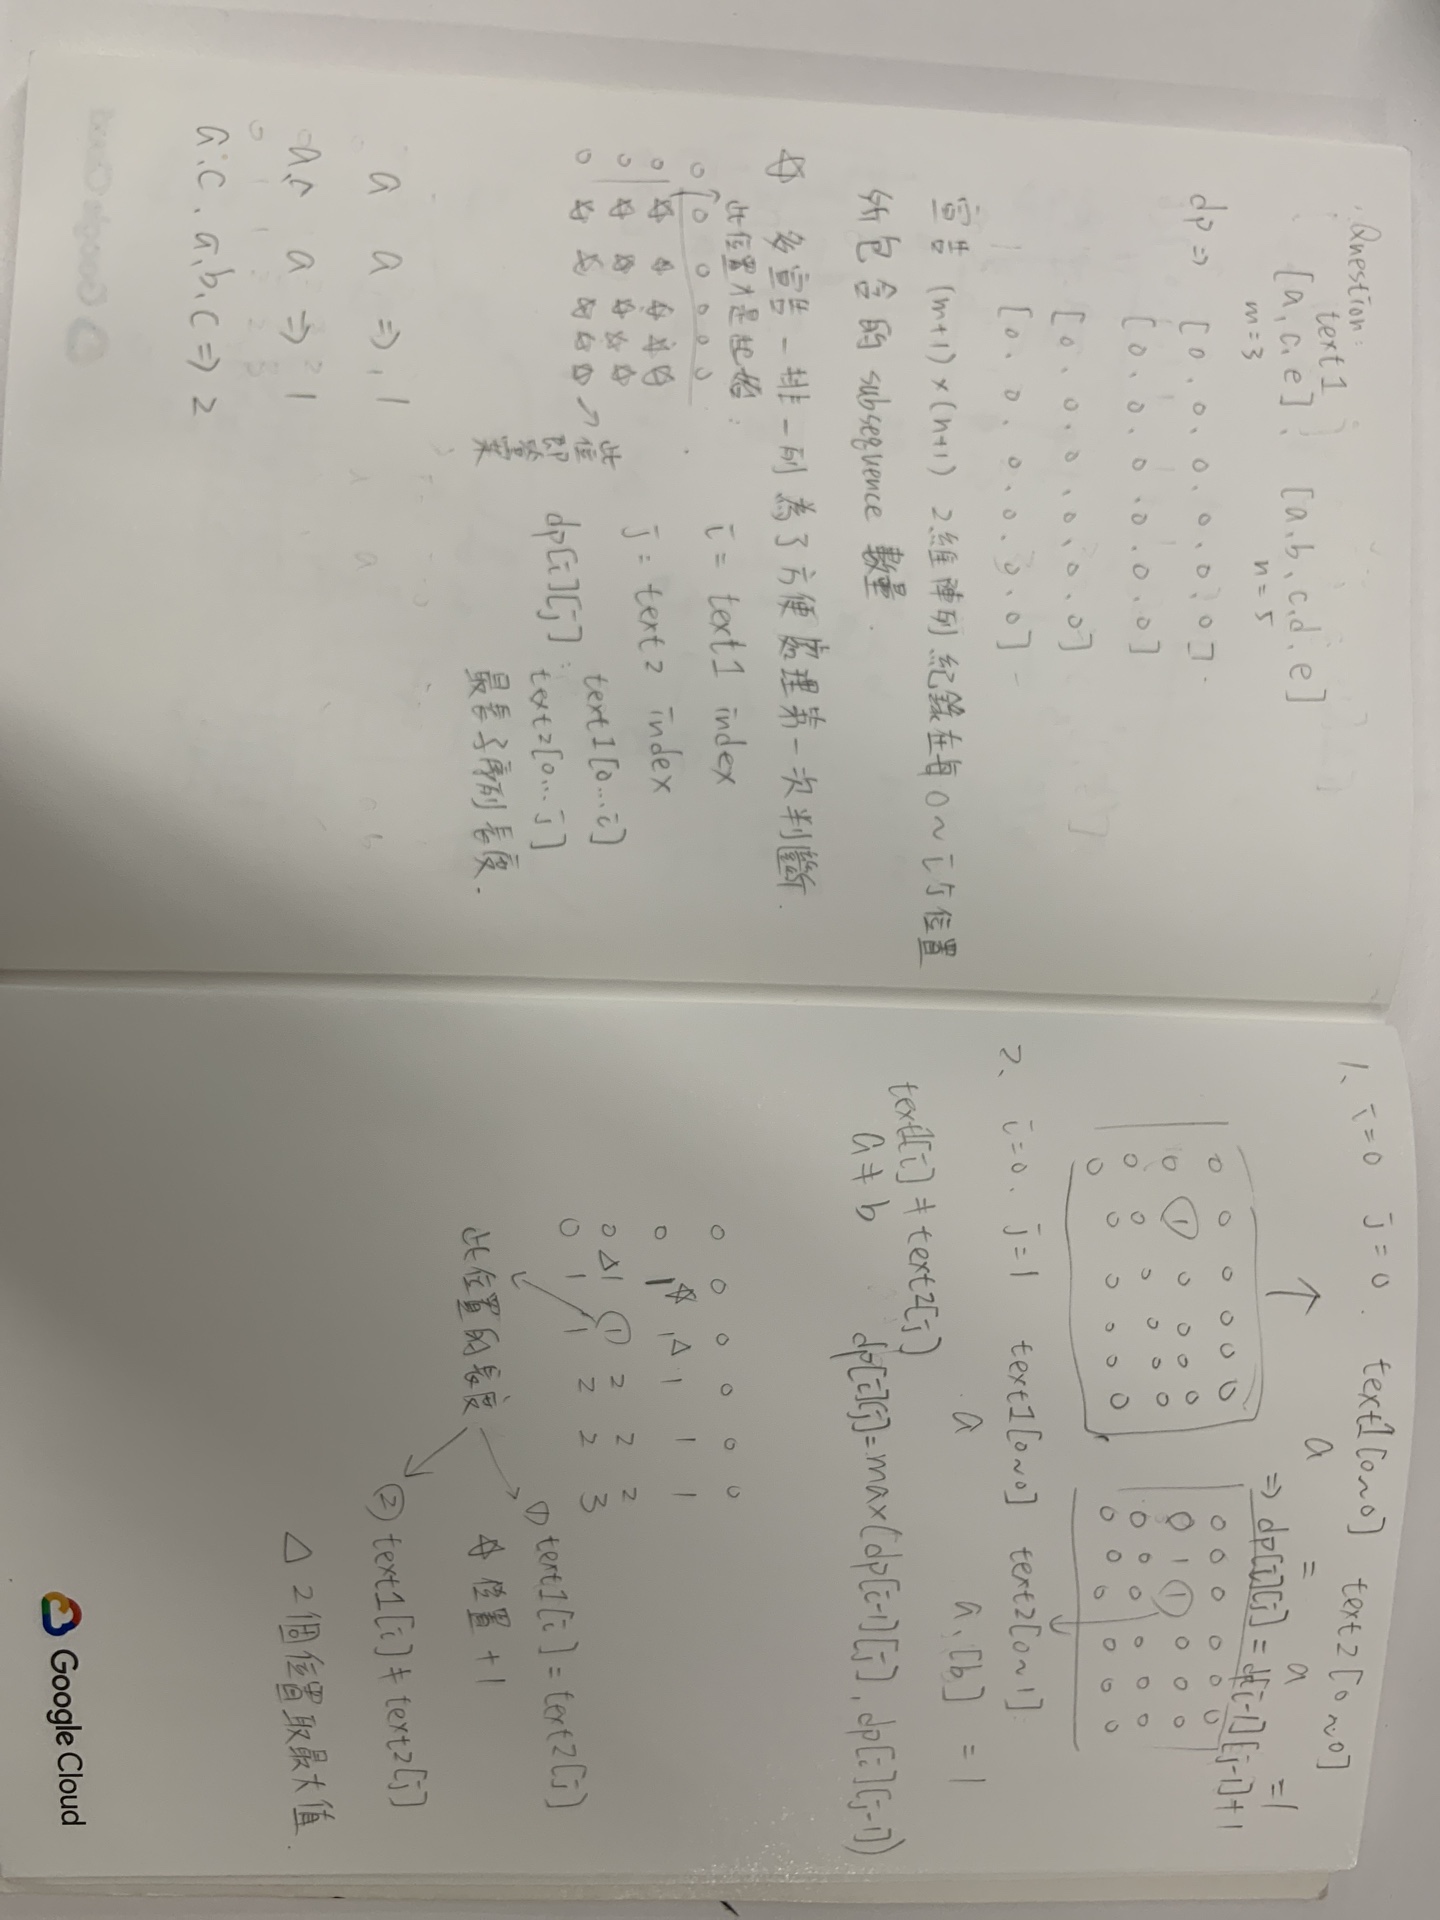 Question:
text1
[a, c, e] , [a, b, c, d, e]
m=3 n=5
dp => [0, 0, 0, 0, 0, 0]
[0, 0, 0, 0, 0, 0]
[0, 0, 0, 0, 0, 0]
[0, 0, 0, 0, 0, 0]
宣告 (m+1)×(n+1) 2維陣列 紀錄在每 0~ij位置
所包含的 subsequence 數量.
☆ 多宣告一排一列 為了方便處理第一次判斷.
此位置才是起始.
0 0 0 0 0 0
0 ☆ ☆ ☆ ☆ ☆
0 ☆ ☆ ☆ ☆ ☆
0 ☆ ☆ ☆ ☆ ☆ ↗
此位即答案
i = text1 index
j = text2 index
dp[i][j] : text1[0...i]
text2[0...j]
最長子序列長度.
a a => 1
a,c a => 1
a,c, a,b,c => 2
1、 i=0 j=0. text1[0~0] text2[0~0]
a = a =1
=> dp[i][j] = dp[i-1][j-1]+1
↑
0 0 0 0 0 0
0 1 0 0 0 0
0 0 0 0 0 0
0 0 0 0 0 0
0 0 0 0 0 0
0 1 1 0 0 0
0 0 0 0 0 0
0 0 0 0 0 0
2、 i=0. j=1 text1[0~0] text2[0~1]
a a,[b] =1
text1[i] ≠ text2[j]
a ≠ b dp[i][j]=max(dp[i-1][j], dp[i][j-1])
0 0 0 0 0 0
0 1☆ 1△ 1 1 1
0 △1 ① 2 2 2
0 1 1 2 2 3
此位置的長度
① text1[i] = text2[j]
☆ 位置 +1
② text1[i] ≠ text2[j]
△ 2個位置取最大值.
Google Cloud